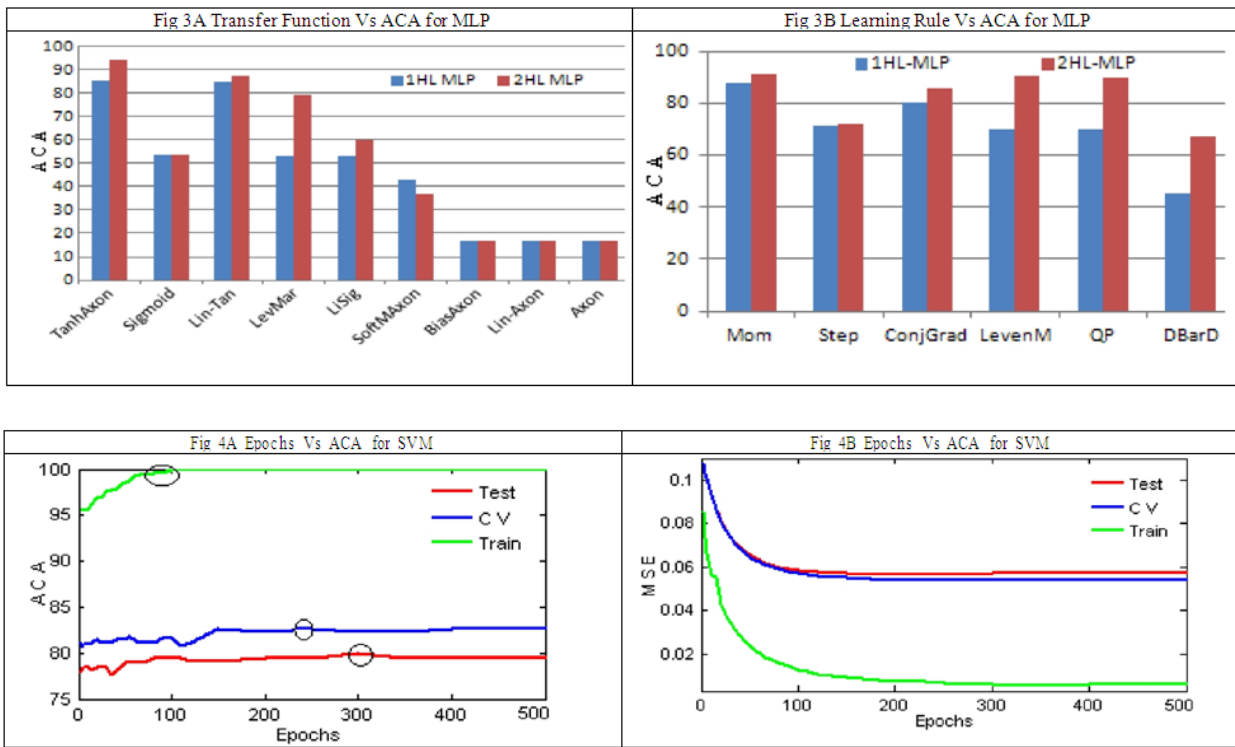 Fig 3A Transfer Function Vs ACA for MLP
100
90
80
70
60
50
40
30
20
10
0
ACA
1HL MLP
2HL MLP
TanhAxon
Sigmoid
Lin-Tan
LevMar
LiSig
SoftMAxon
BiasAxon
Lin-Axon
Axon
Fig 3B Learning Rule Vs ACA for MLP
100
80
60
40
20
0
ACA
1HL-MLP
2HL-MLP
Mom
Step
ConjGrad
LevenM
QP
DBarD
Fig 4A Epochs Vs ACA for SVM
100
95
90
85
80
75
ACA
Test
C V
Train
0
100
200
300
400
500
Epochs
Fig 4B Epochs Vs ACA for SVM
0.1
0.08
0.06
0.04
0.02
MSE
Test
C V
Train
0
100
200
300
400
500
Epochs